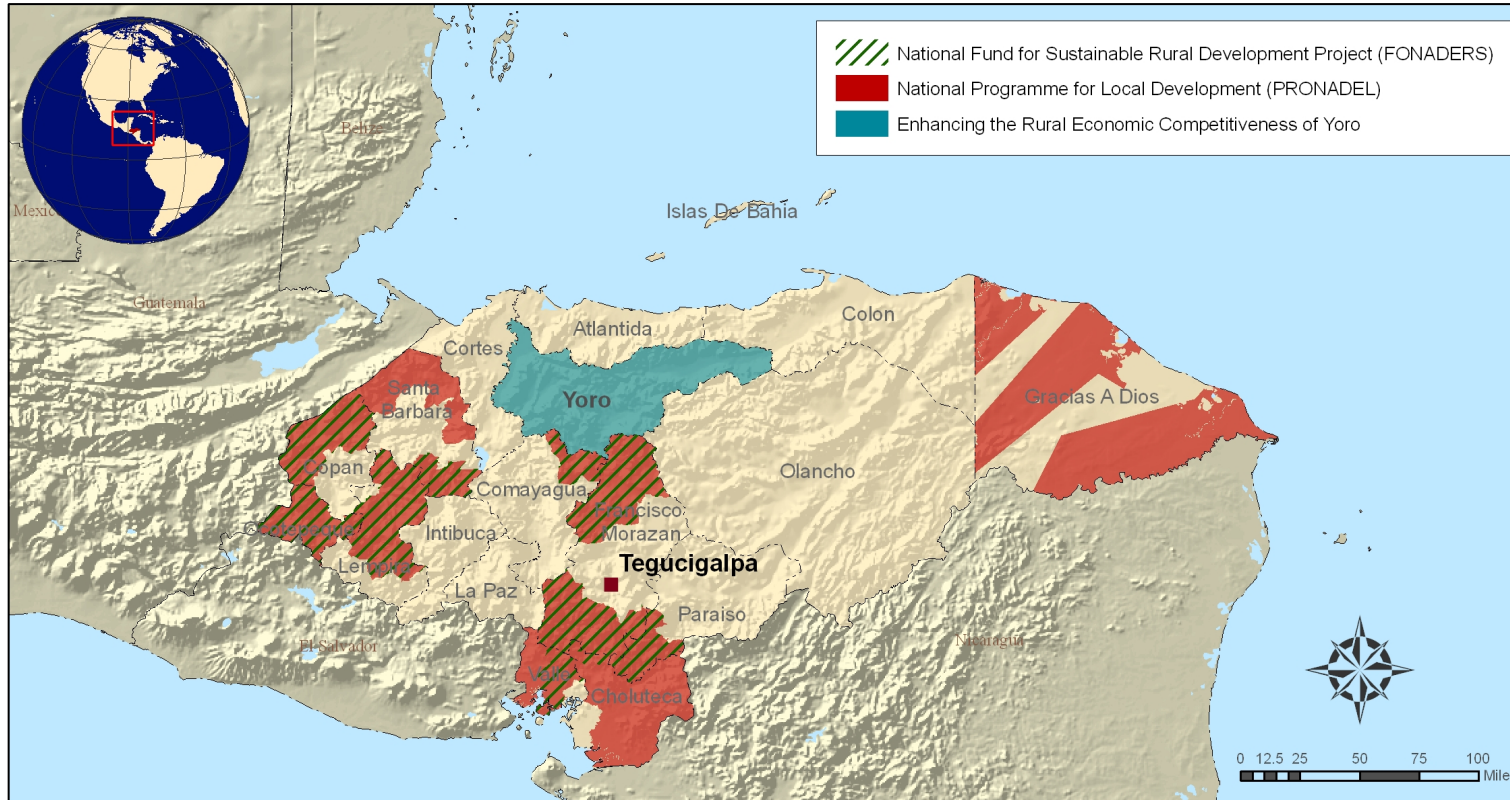 National Fund for Sustainable Rural Development Project (FONADERS)
National Programme for Local Development (PRONADEL)
Enhancing the Rural Economic Competitiveness of Yoro
Belize
Mexico
Islas De Bahia
Guatemala
Colon
Atlantida
Cortes
Santa
Barbara
Yoro
Gracias A Dios
Copan
Olancho
Comayagua
Francisco
Morazan
Intibuca
Tegucigalpa
La Paz
Paraiso
El Salvador
Nicaragua
Valle
Choluteca
0 12.5 25 50 75 100
Mile